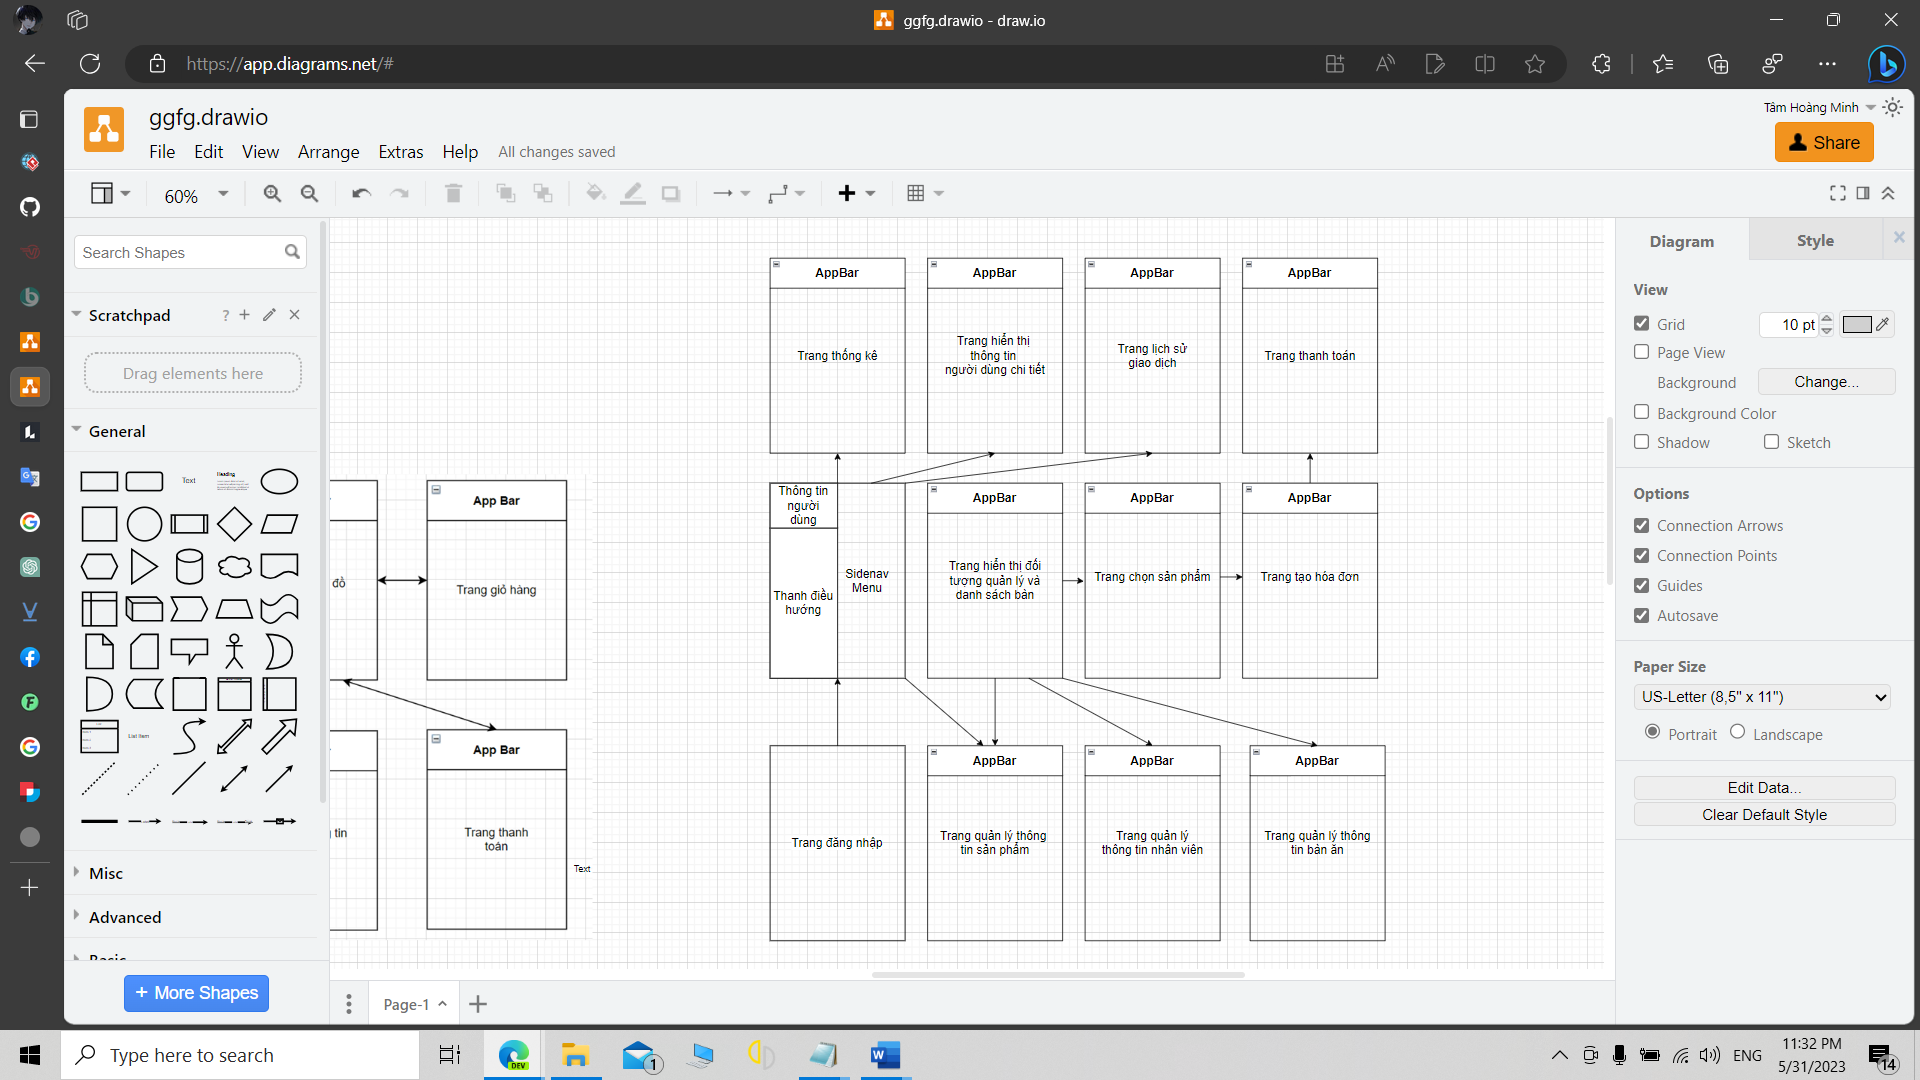 ggfg.drawio - draw.io
https://app.diagrams.net/#
ggfg.drawio
File Edit View Arrange Extras Help All changes saved
Tâm Hoàng Minh
Share
60%
Search Shapes
Scratchpad
?
Drag elements here
General
Text
Heading
List Item
Misc
Advanced
Basic
+ More Shapes
đồ
App Bar
Trang giỏ hàng
tin
App Bar
Trang thanh
toán
Text
AppBar
Trang thống kê
AppBar
Trang hiển thị
thông tin
người dùng chi tiết
AppBar
Trang lịch sử
giao dịch
AppBar
Trang thanh toán
Thông tin
người
dùng
Thanh điều
hướng
Sidenav
Menu
AppBar
Trang hiển thị đối
tượng quản lý và
danh sách bàn
AppBar
Trang chọn sản phẩm
AppBar
Trang tạo hóa đơn
Trang đăng nhập
AppBar
Trang quản lý thông
tin sản phẩm
AppBar
Trang quản lý
thông tin nhân viên
AppBar
Trang quản lý thông
tin bàn ăn
Diagram
Style
View
Grid
10 pt
Page View
Background
Change...
Background Color
Shadow
Sketch
Options
Connection Arrows
Connection Points
Guides
Autosave
Paper Size
US-Letter (8,5" x 11")
Portrait
Landscape
Edit Data...
Clear Default Style
Page-1
Type here to search
DEV
1
ENG
11:32 PM
5/31/2023
14